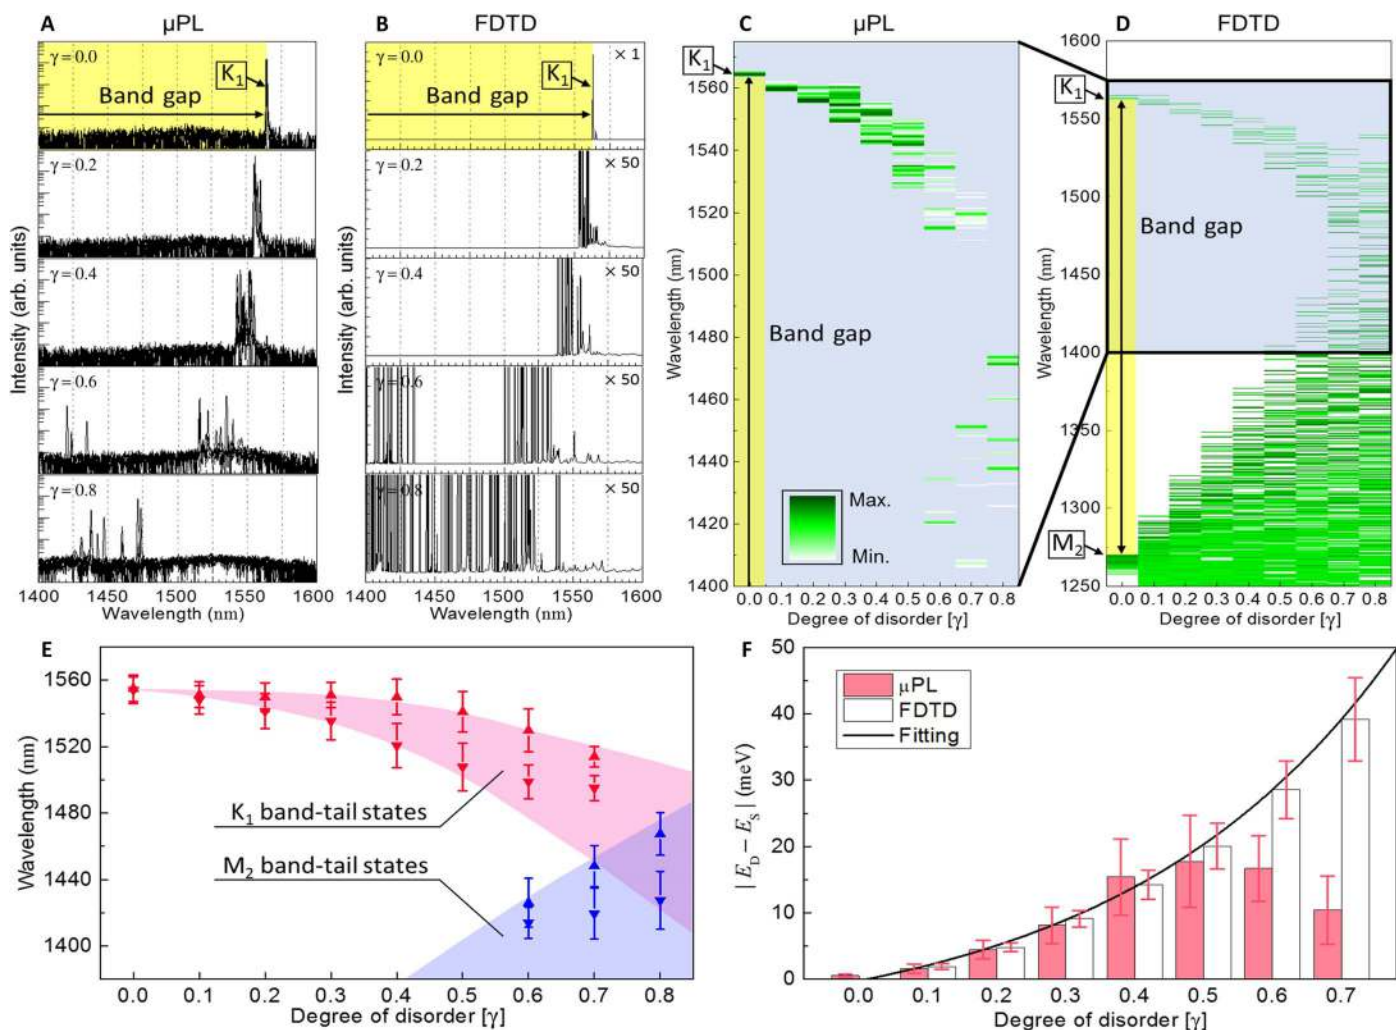 A μPL
γ = 0.0
K1
Band gap
γ = 0.2
γ = 0.4
γ = 0.6
γ = 0.8
Intensity (arb. units)
1400 1450 1500 1550 1600
Wavelength (nm)
B FDTD
γ = 0.0
× 1
K1
Band gap
γ = 0.2
× 50
γ = 0.4
× 50
γ = 0.6
× 50
γ = 0.8
× 50
Intensity (arb. units)
1400 1450 1500 1550 1600
Wavelength (nm)
C μPL
K1
1560
1540
1520
1500
1480
1460
1440
1420
1400
Wavelength (nm)
Band gap
Max.
Min.
0.0 0.1 0.2 0.3 0.4 0.5 0.6 0.7 0.8
Degree of disorder [γ]
D FDTD
1600
K1
1550
1500
1450
1400
1350
1300
M2
1250
Wavelength (nm)
Band gap
0.0 0.1 0.2 0.3 0.4 0.5 0.6 0.7 0.8
Degree of disorder [γ]
E
1560
1520
1480
1440
1400
Wavelength (nm)
K1 band-tail states
M2 band-tail states
0.0 0.1 0.2 0.3 0.4 0.5 0.6 0.7 0.8
Degree of disorder [γ]
F
50
40
30
20
10
0
| ED − ES | (meV)
μPL
FDTD
Fitting
0.0 0.1 0.2 0.3 0.4 0.5 0.6 0.7
Degree of disorder [γ]